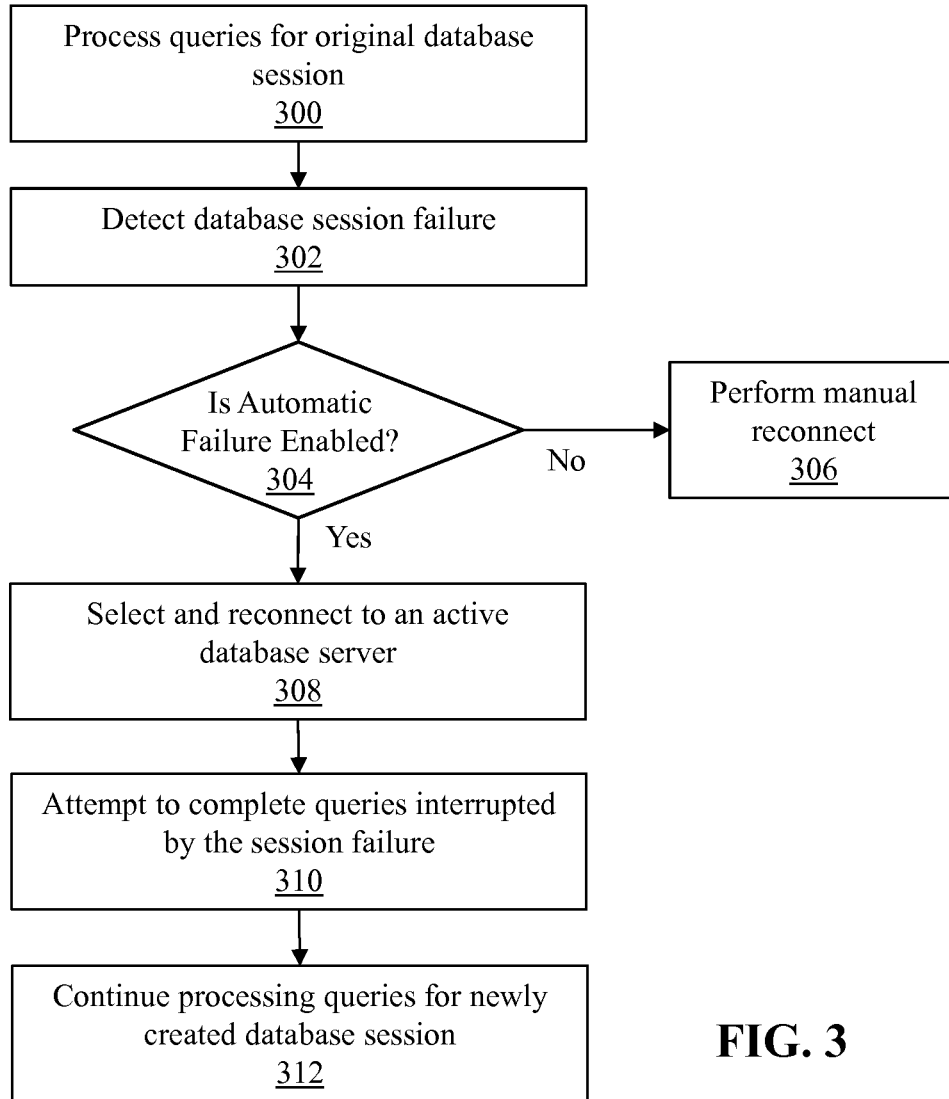 Process queries for original database
session
300
Detect database session failure
302
Is Automatic
Failure Enabled?
304
No
Perform manual
reconnect
306
Yes
Select and reconnect to an active
database server
308
Attempt to complete queries interrupted
by the session failure
310
Continue processing queries for newly
created database session
312
FIG. 3